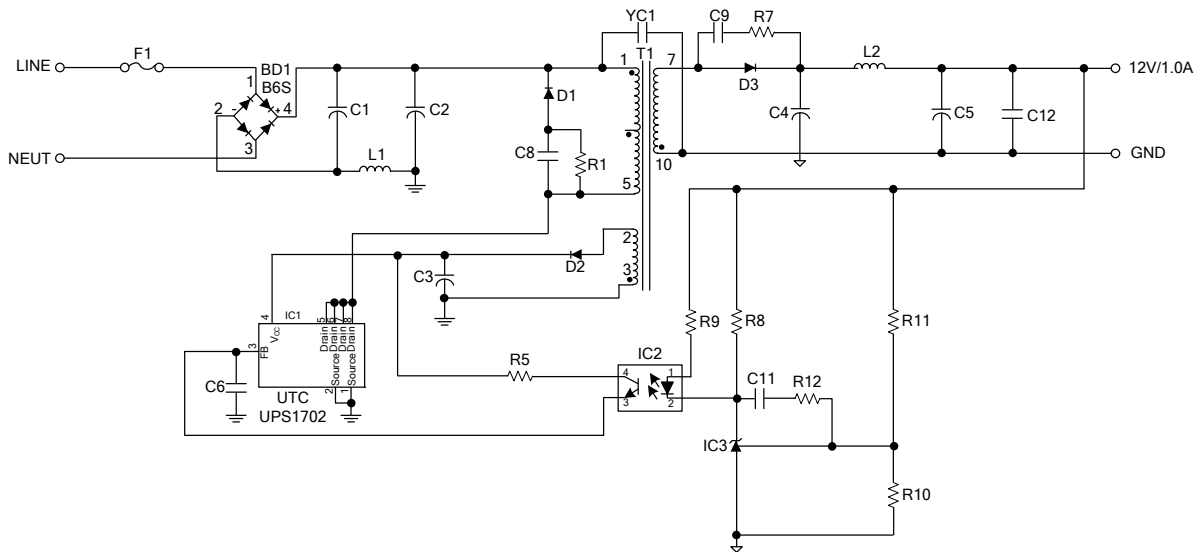 YC1
C9
R7
F1
T1
LINE
BD1
B6S
1
2
-
+
4
3
C1
C2
L1
D1
C8
R1
1
5
7
10
D3
L2
C4
C5
C12
12V/1.0A
NEUT
GND
2
3
D2
C3
4
IC1
VCC
3
FB
5
6
7
8
Drain
Drain
Drain
Drain
Source
Source
2
1
C6
UTC
UPS1702
R5
IC2
4
3
1
2
R9
R8
R11
C11
R12
IC3
R10